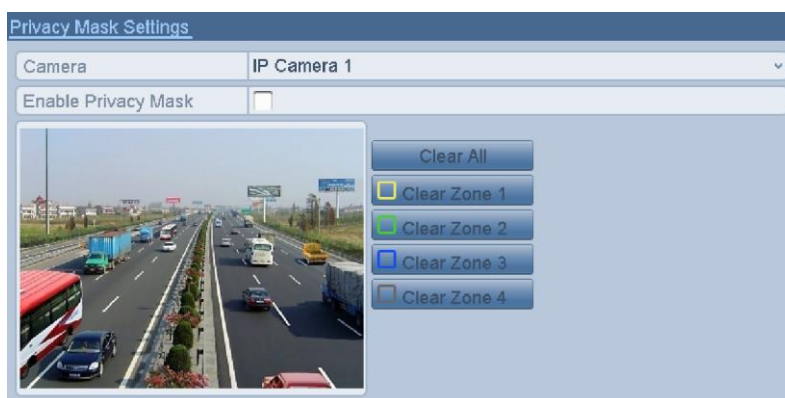 Privacy Mask Settings
Camera IP Camera 1
Enable Privacy Mask
Clear All
Clear Zone 1
Clear Zone 2
Clear Zone 3
Clear Zone 4